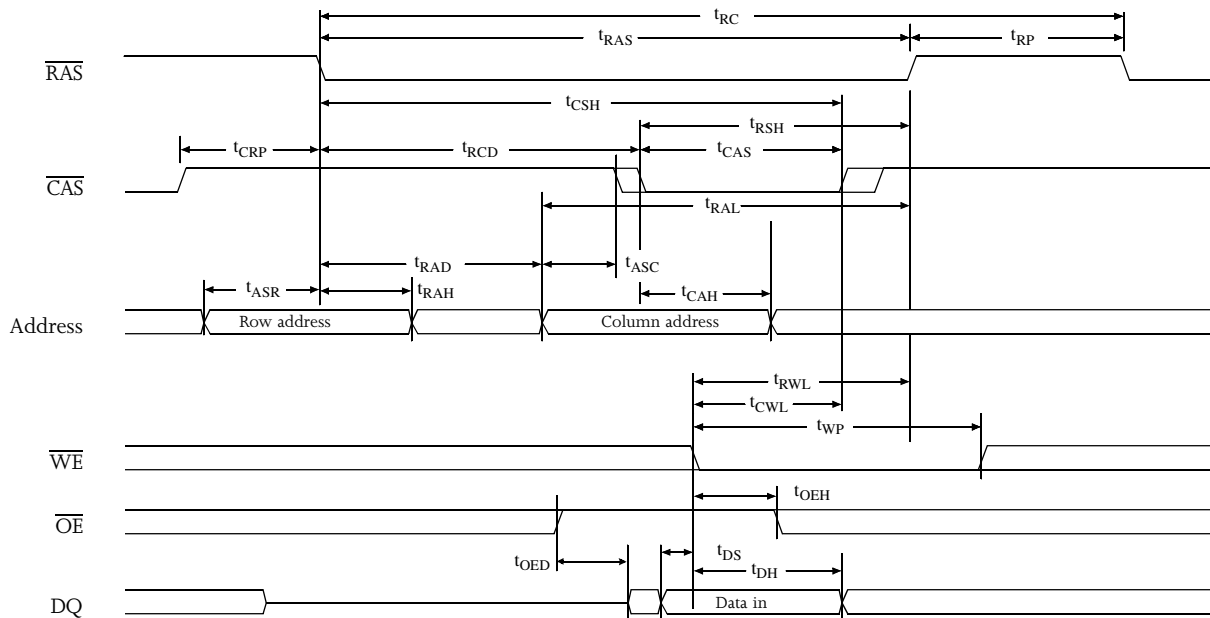 tRC
tRAS tRP
RAS
tCSH
tRSH
tCRP tRCD tCAS
CAS
tRAL
tRAD tASC
tASR tRAH tCAH
Address Row address Column address
tRWL
tCWL
tWP
WE
tOEH
OE
tOED tDS
tDH
DQ Data in